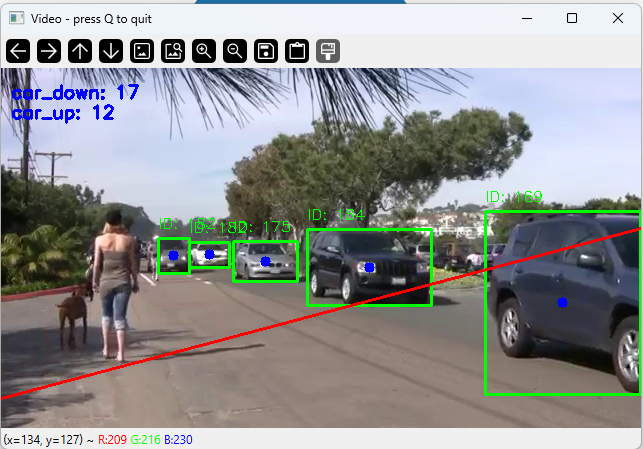 Video - press Q to quit
car_down: 17
car_up: 12
ID: 175
ID: 184
ID: 189
(x=134, y=127) ~ R:209 G:216 B:230